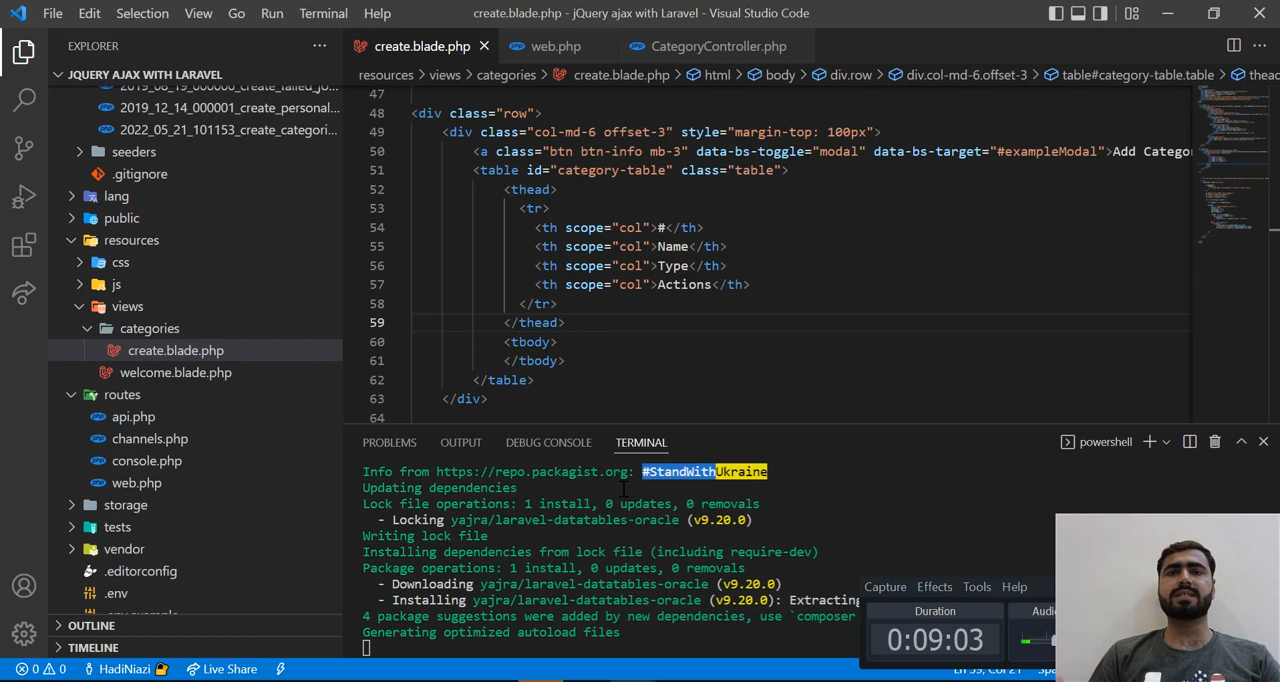 File Edit Selection View Go Run Terminal Help
create.blade.php - jQuery ajax with Laravel - Visual Studio Code
EXPLORER
JQUERY AJAX WITH LARAVEL
2019_08_19_000000_create_failed_jo...
2019_12_14_000001_create_personal...
2022_05_21_101153_create_categori...
seeders
.gitignore
lang
public
resources
css
js
views
categories
create.blade.php
welcome.blade.php
routes
api.php
channels.php
console.php
web.php
storage
tests
vendor
.editorconfig
.env
.env.example
OUTLINE
TIMELINE
create.blade.php web.php CategoryController.php
resources > views > categories > create.blade.php > html > body > div.row > div.col-md-6.offset-3 > table#category-table.table > thead
47
48 <div class="row">
49 <div class="col-md-6 offset-3" style="margin-top: 100px">
50 <a class="btn btn-info mb-3" data-bs-toggle="modal" data-bs-target="#exampleModal">Add Catego
51 <table id="category-table" class="table">
52 <thead>
53 <tr>
54 <th scope="col">#</th>
55 <th scope="col">Name</th>
56 <th scope="col">Type</th>
57 <th scope="col">Actions</th>
58 </tr>
59 </thead>
60 <tbody>
61 </tbody>
62 </table>
63 </div>
64
PROBLEMS OUTPUT DEBUG CONSOLE TERMINAL
powershell
Info from https://repo.packagist.org: #StandWithUkraine
Updating dependencies
Lock file operations: 1 install, 0 updates, 0 removals
- Locking yajra/laravel-datatables-oracle (v9.20.0)
Writing lock file
Installing dependencies from lock file (including require-dev)
Package operations: 1 install, 0 updates, 0 removals
- Downloading yajra/laravel-datatables-oracle (v9.20.0)
- Installing yajra/laravel-datatables-oracle (v9.20.0): Extracting
4 package suggestions were added by new dependencies, use `composer
Generating optimized autoload files
Capture Effects Tools Help
Duration
Audi
0:09:03
0 0 HadiNiazi Live Share
Ln 59, Col 21 Spa